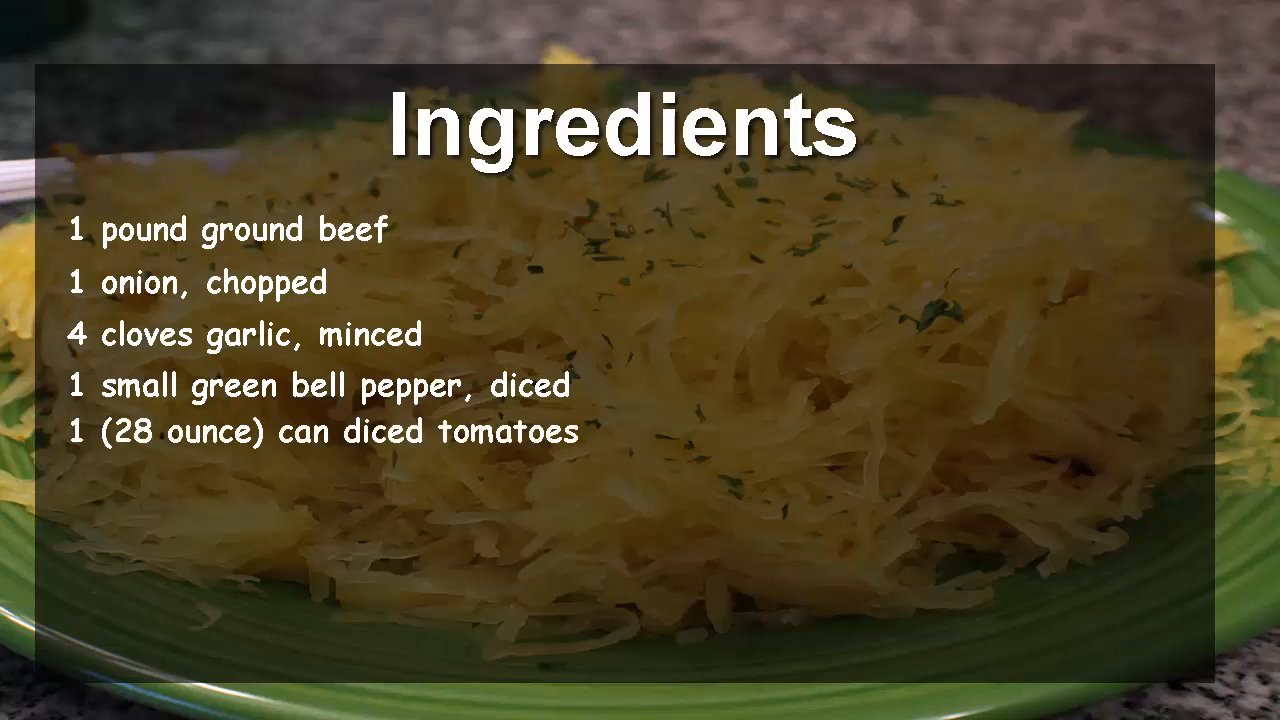 Ingredients
1 pound ground beef
1 onion, chopped
4 cloves garlic, minced
1 small green bell pepper, diced
1 (28 ounce) can diced tomatoes